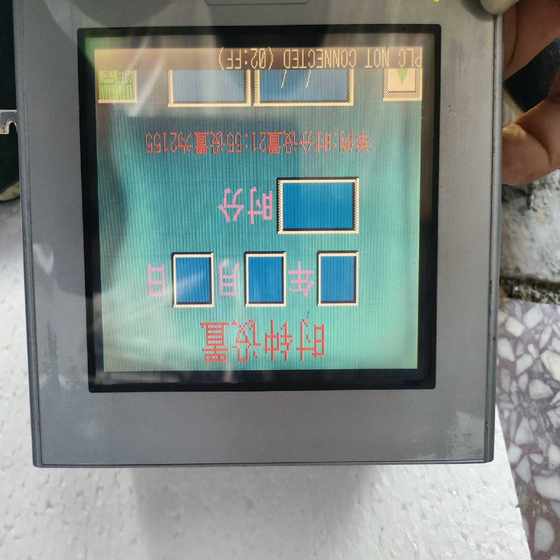 时钟设置
年 月 日
时分
举例:时分设置21:55设置为2155
/ /
PLC NOT CONNECTED (02:FF)